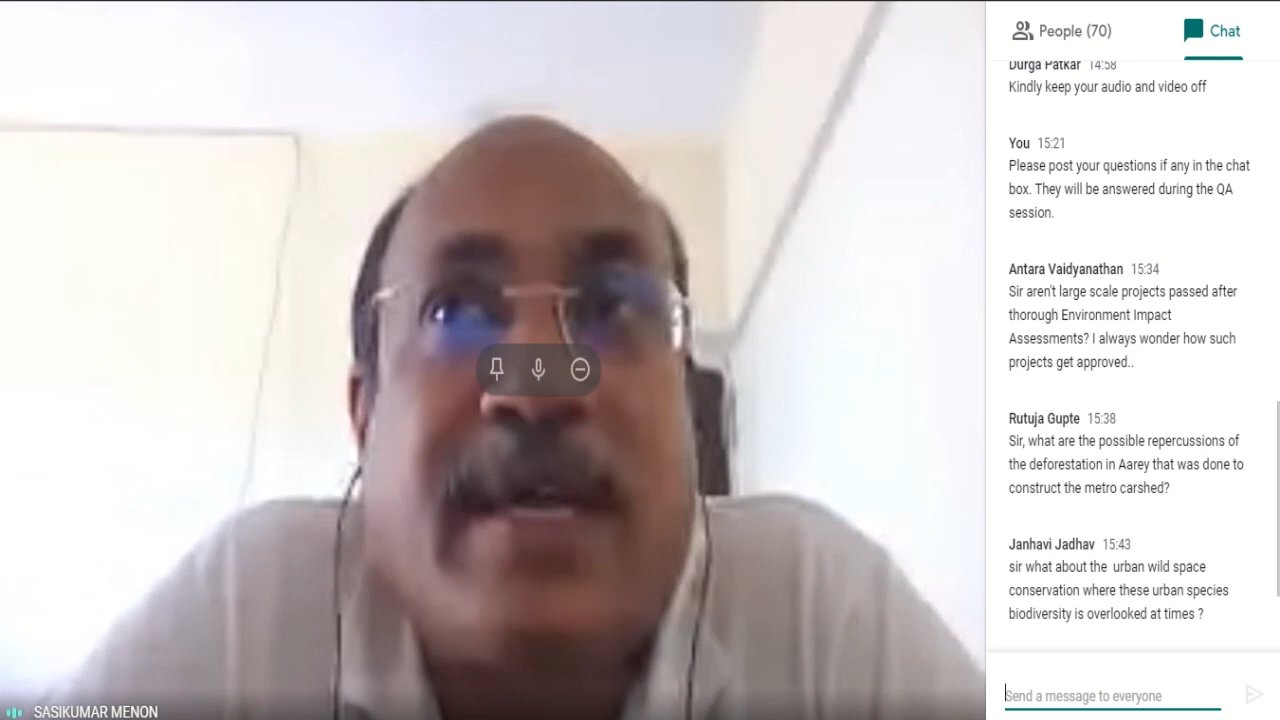 People (70)
Chat
Durga Patkar 14:58
Kindly keep your audio and video off
You 15:21
Please post your questions if any in the chat
box. They will be answered during the QA
session.
Antara Vaidyanathan 15:34
Sir aren't large scale projects passed after
thorough Environment Impact
Assessments? I always wonder how such
projects get approved..
Rutuja Gupte 15:38
Sir, what are the possible repercussions of
the deforestation in Aarey that was done to
construct the metro carshed?
Janhavi Jadhav 15:43
sir what about the urban wild space
conservation where these urban species
biodiversity is overlooked at times ?
Send a message to everyone
SASIKUMAR MENON